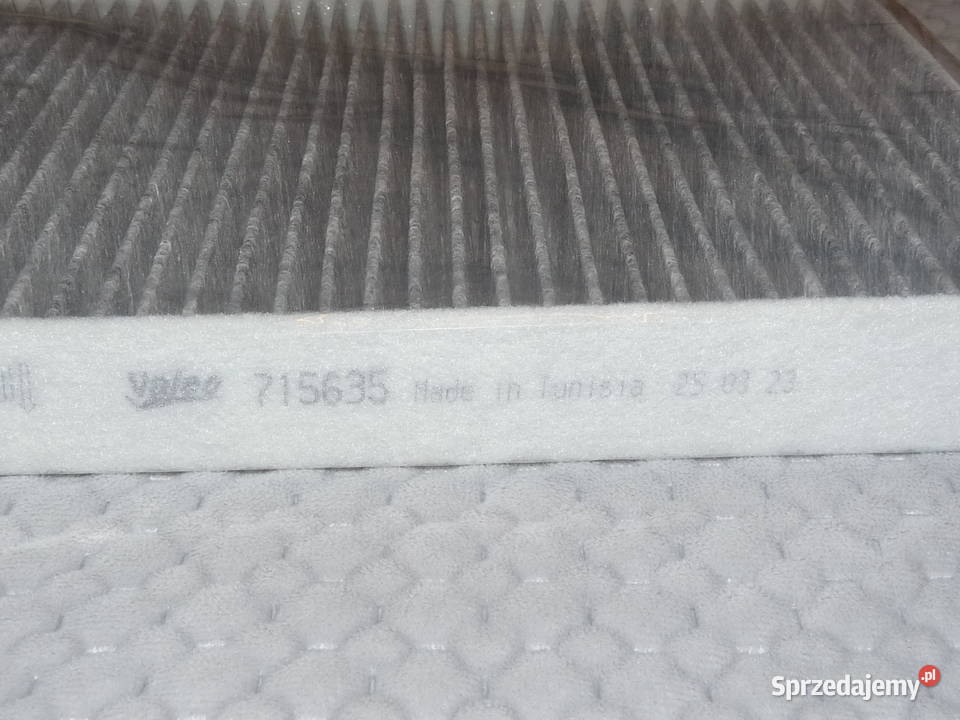 Valeo 715635 Made in Tunisia 25 03 23
Sprzedajemy.pl